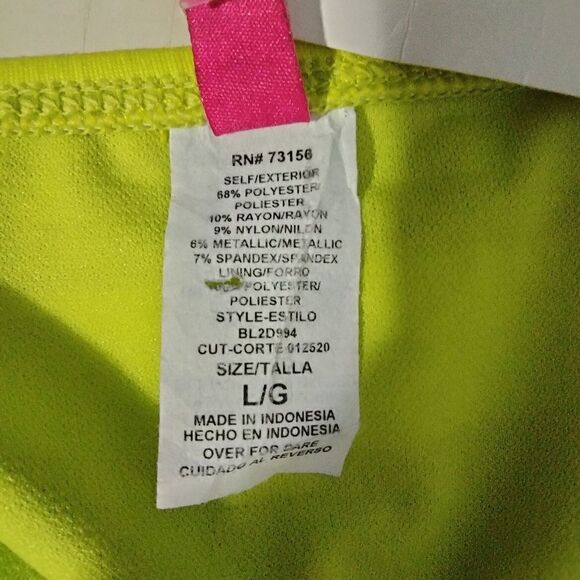 RN# 73156
SELF/EXTERIOR
68% POLYESTER/
POLIESTER
10% RAYON/RAYON
9% NYLON/NILON
6% METALLIC/METALLIC
7% SPANDEX/SPANDEX
LINING/FORRO
POLYESTER/
POLIESTER
STYLE-ESTILO
BL2D994
CUT-CORTE 012520
SIZE/TALLA
L/G
MADE IN INDONESIA
HECHO EN INDONESIA
OVER FOR CARE
CUIDADO AL REVERSO